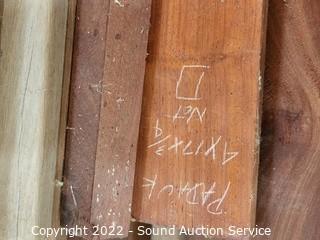 PADAUK
4X17X3/4
NET
Copyright 2022 - Sound Auction Service